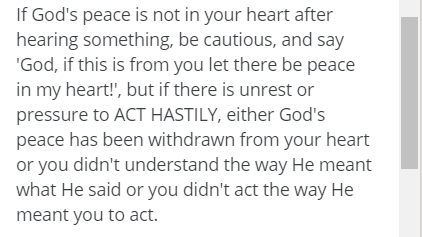 If God's peace is not in your heart after
hearing something, be cautious, and say
'God, if this is from you let there be peace
in my heart!', but if there is unrest or
pressure to ACT HASTILY, either God's
peace has been withdrawn from your heart
or you didn't understand the way He meant
what He said or you didn't act the way He
meant you to act.